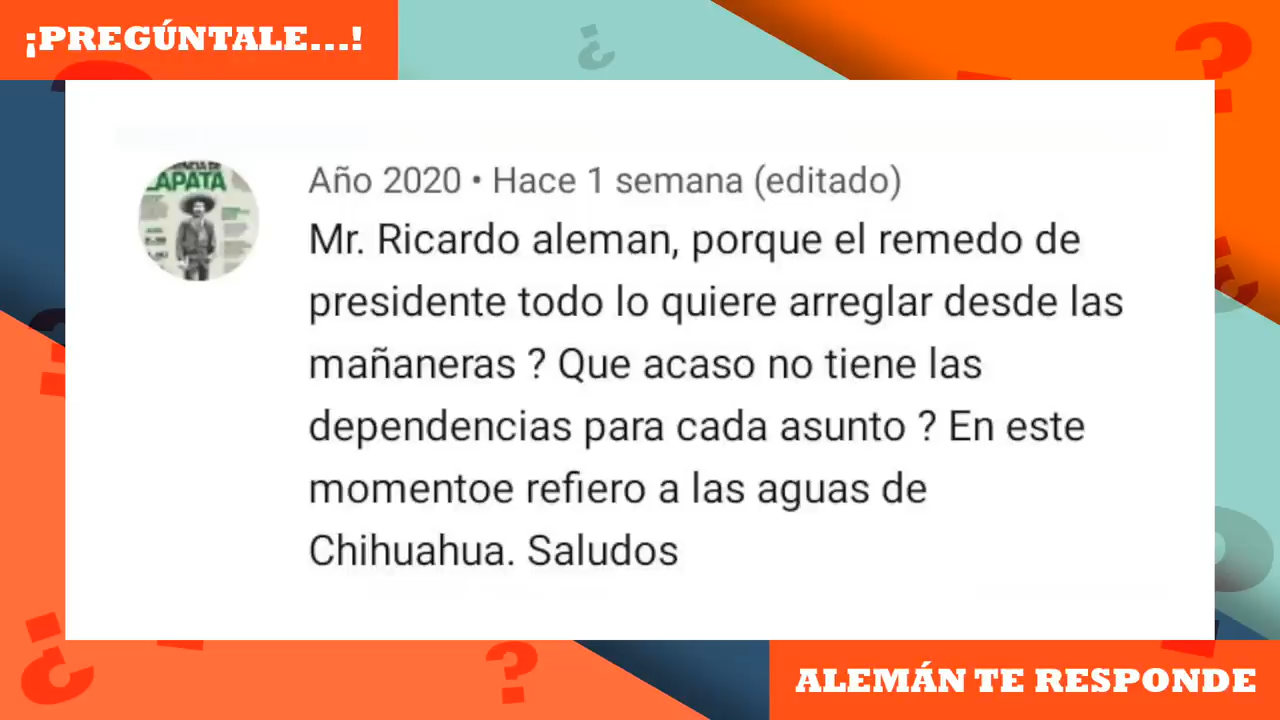 ¡PREGÚNTALE...!
APATA
Año 2020 • Hace 1 semana (editado)
Mr. Ricardo aleman, porque el remedo de
presidente todo lo quiere arreglar desde las
mañaneras ? Que acaso no tiene las
dependencias para cada asunto ? En este
momentoe refiero a las aguas de
Chihuahua. Saludos
ALEMÁN TE RESPONDE